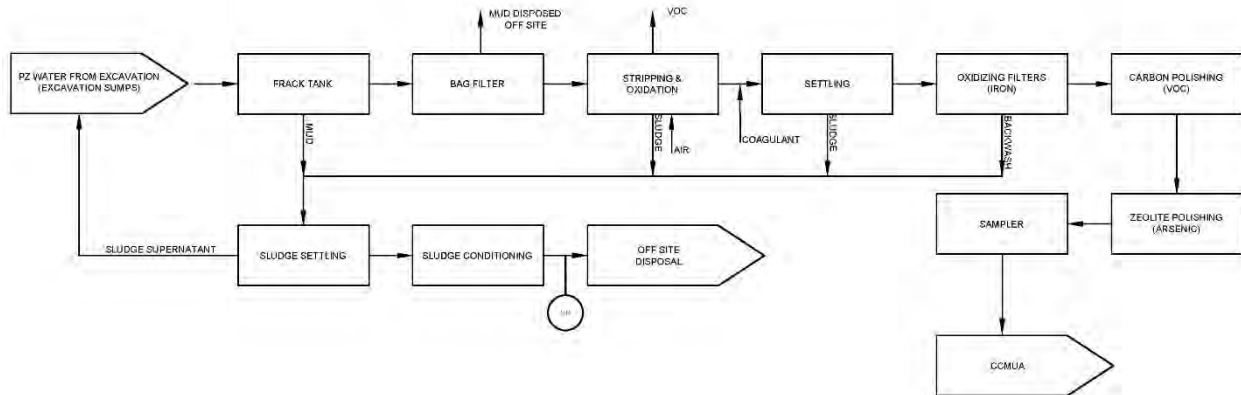 MUD DISPOSED
OFF SITE
VOC
PZ WATER FROM EXCAVATION
(EXCAVATION SUMPS)
FRACK TANK
BAG FILTER
STRIPPING &
OXIDATION
SETTLING
OXIDIZING FILTERS
(IRON)
CARBON POLISHING
(VOC)
MUD
SLUDGE
AIR
COAGULANT
SLUDGE
BACKWASH
SLUDGE SUPERNATANT
SLUDGE SETTLING
SLUDGE CONDITIONING
OFF SITE
DISPOSAL
SAMPLER
ZEOLITE POLISHING
(ARSENIC)
CCMUA